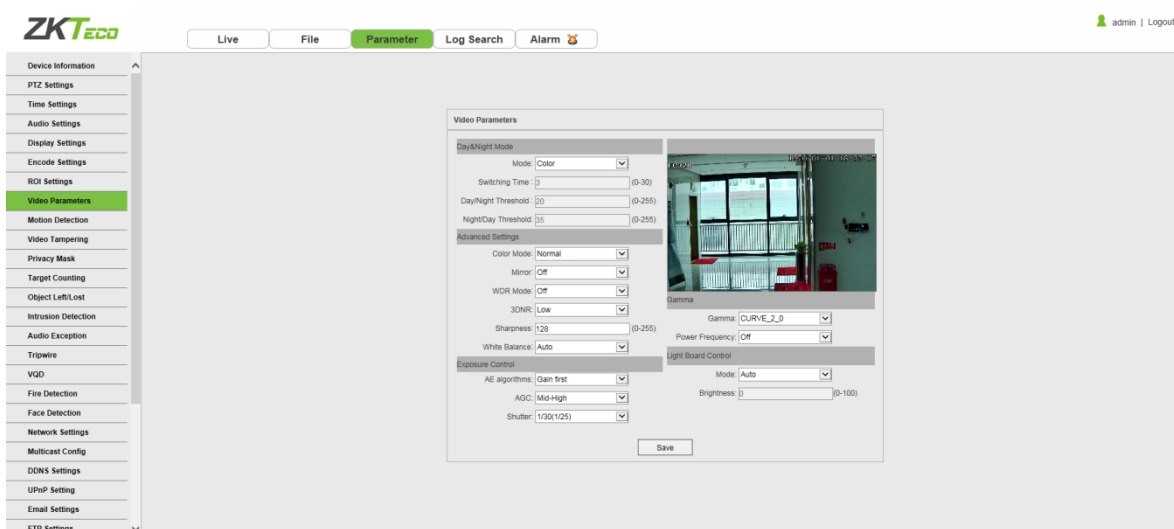 ZKTeco
admin | Logout
Live
File
Parameter
Log Search
Alarm
Device Information
PTZ Settings
Time Settings
Audio Settings
Display Settings
Encode Settings
ROI Settings
Video Parameters
Motion Detection
Video Tampering
Privacy Mask
Target Counting
Object Left/Lost
Intrusion Detection
Audio Exception
Tripwire
VQD
Fire Detection
Face Detection
Network Settings
Multicast Config
DDNS Settings
UPnP Setting
Email Settings
FTP Settings
Video Parameters
Day&Night Mode
Mode: Color
Switching Time : 3 (0-30)
Day/Night Threshold : 20 (0-255)
Night/Day Threshold: 35 (0-255)
Advanced Settings
Color Mode: Normal
Mirror: Off
WDR Mode: Off
3DNR: Low
Sharpness: 128 (0-255)
White Balance: Auto
Exposure Control
AE algorithms: Gain first
AGC: Mid-High
Shutter: 1/30(1/25)
Gamma
Gamma: CURVE_2_0
Power Frequency: Off
Light Board Control
Mode: Auto
Brightness: 0 (0-100)
Save